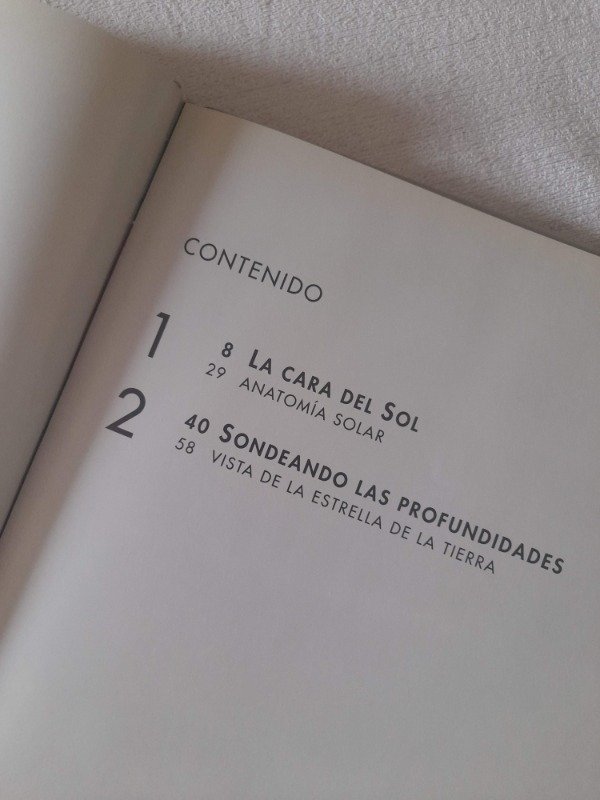 CONTENIDO
1 8 LA CARA DEL SOL
29 ANATOMÍA SOLAR
2 40 SONDEANDO LAS PROFUNDIDADES
58 VISTA DE LA ESTRELLA DE LA TIERRA